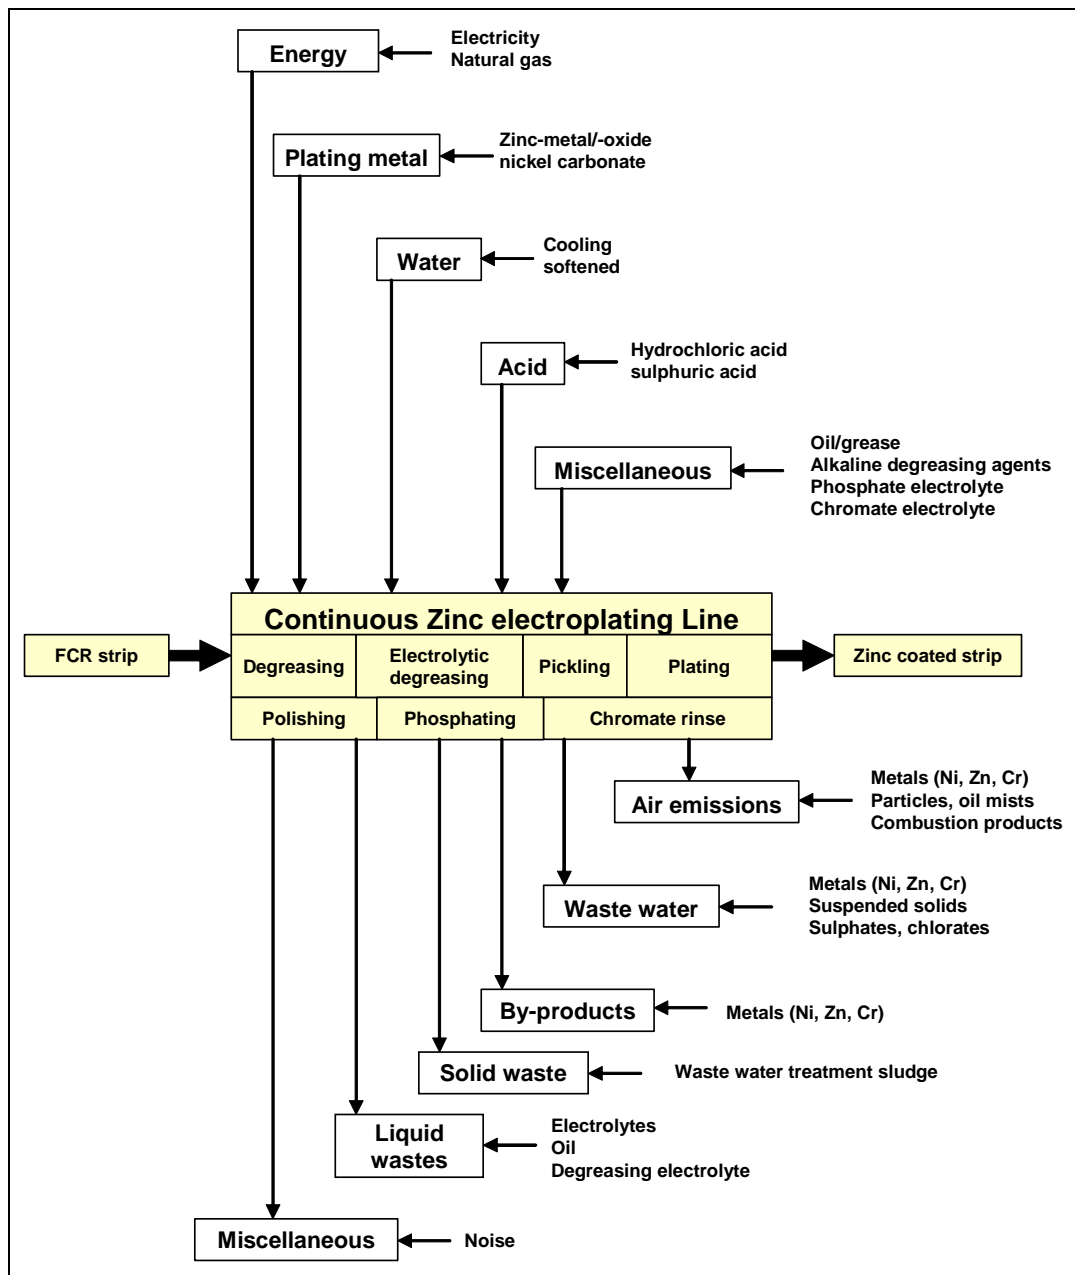 Energy
Electricity
Natural gas
Plating metal
Zinc-metal/-oxide
nickel carbonate
Water
Cooling
softened
Acid
Hydrochloric acid
sulphuric acid
Miscellaneous
Oil/grease
Alkaline degreasing agents
Phosphate electrolyte
Chromate electrolyte
Continuous Zinc electroplating Line
FCR strip
Degreasing
Electrolytic
degreasing
Pickling
Plating
Zinc coated strip
Polishing
Phosphating
Chromate rinse
Air emissions
Metals (Ni, Zn, Cr)
Particles, oil mists
Combustion products
Waste water
Metals (Ni, Zn, Cr)
Suspended solids
Sulphates, chlorates
By-products
Metals (Ni, Zn, Cr)
Solid waste
Waste water treatment sludge
Liquid
wastes
Electrolytes
Oil
Degreasing electrolyte
Miscellaneous
Noise